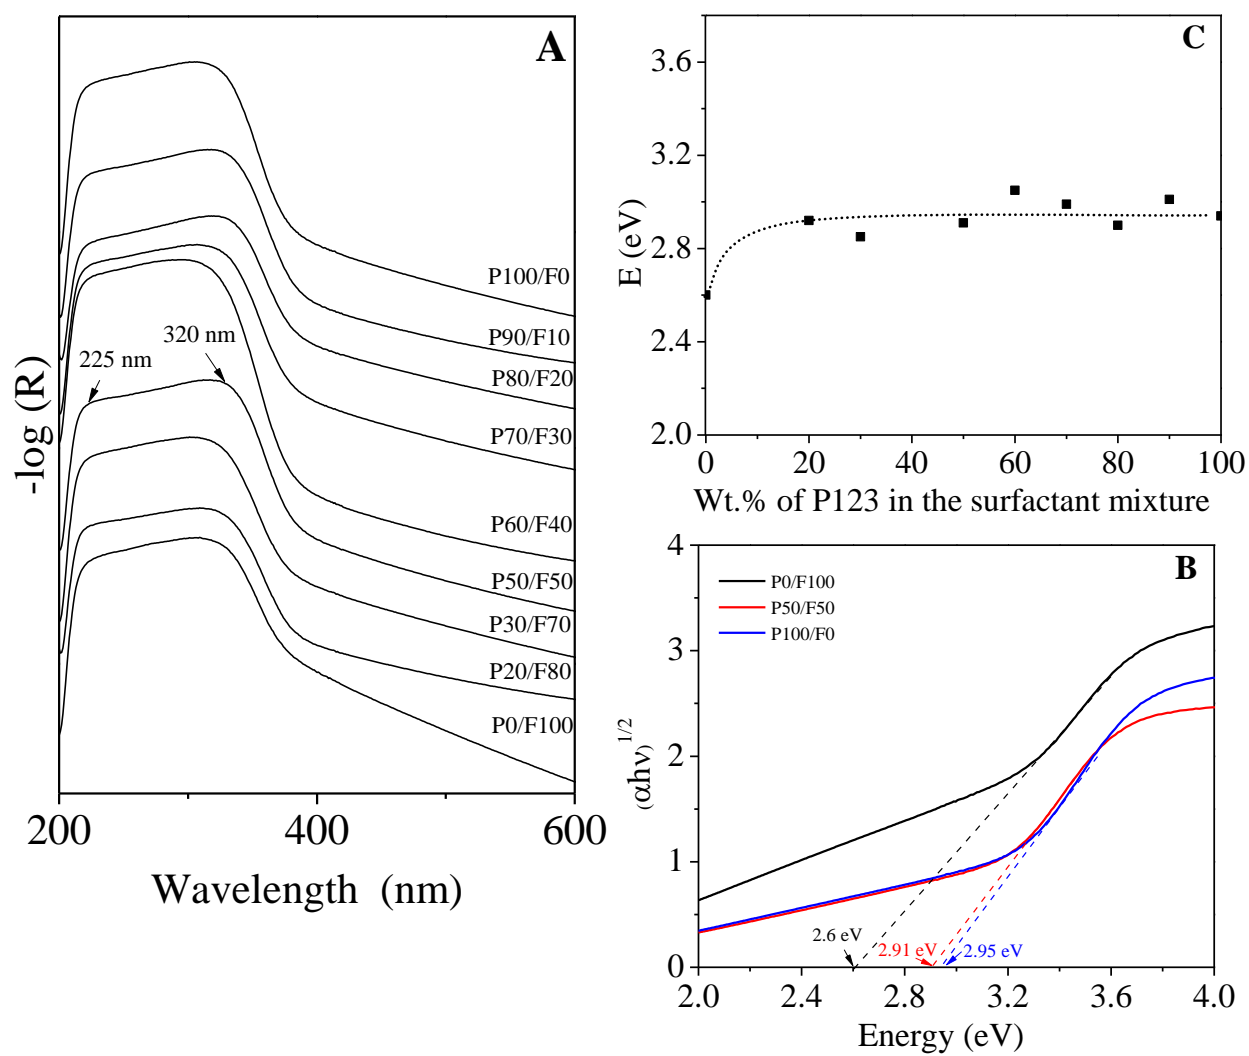 A
-log (R)
225 nm
320 nm
P100/F0
P90/F10
P80/F20
P70/F30
P60/F40
P50/F50
P30/F70
P20/F80
P0/F100
200
400
600
Wavelength (nm)
C
E (eV)
3.6
3.2
2.8
2.4
2.0
0
20
40
60
80
100
Wt.% of P123 in the surfactant mixture
B
(αhν)1/2
4
3
2
1
0
P0/F100
P50/F50
P100/F0
2.6 eV
2.91 eV
2.95 eV
2.0
2.4
2.8
3.2
3.6
4.0
Energy (eV)